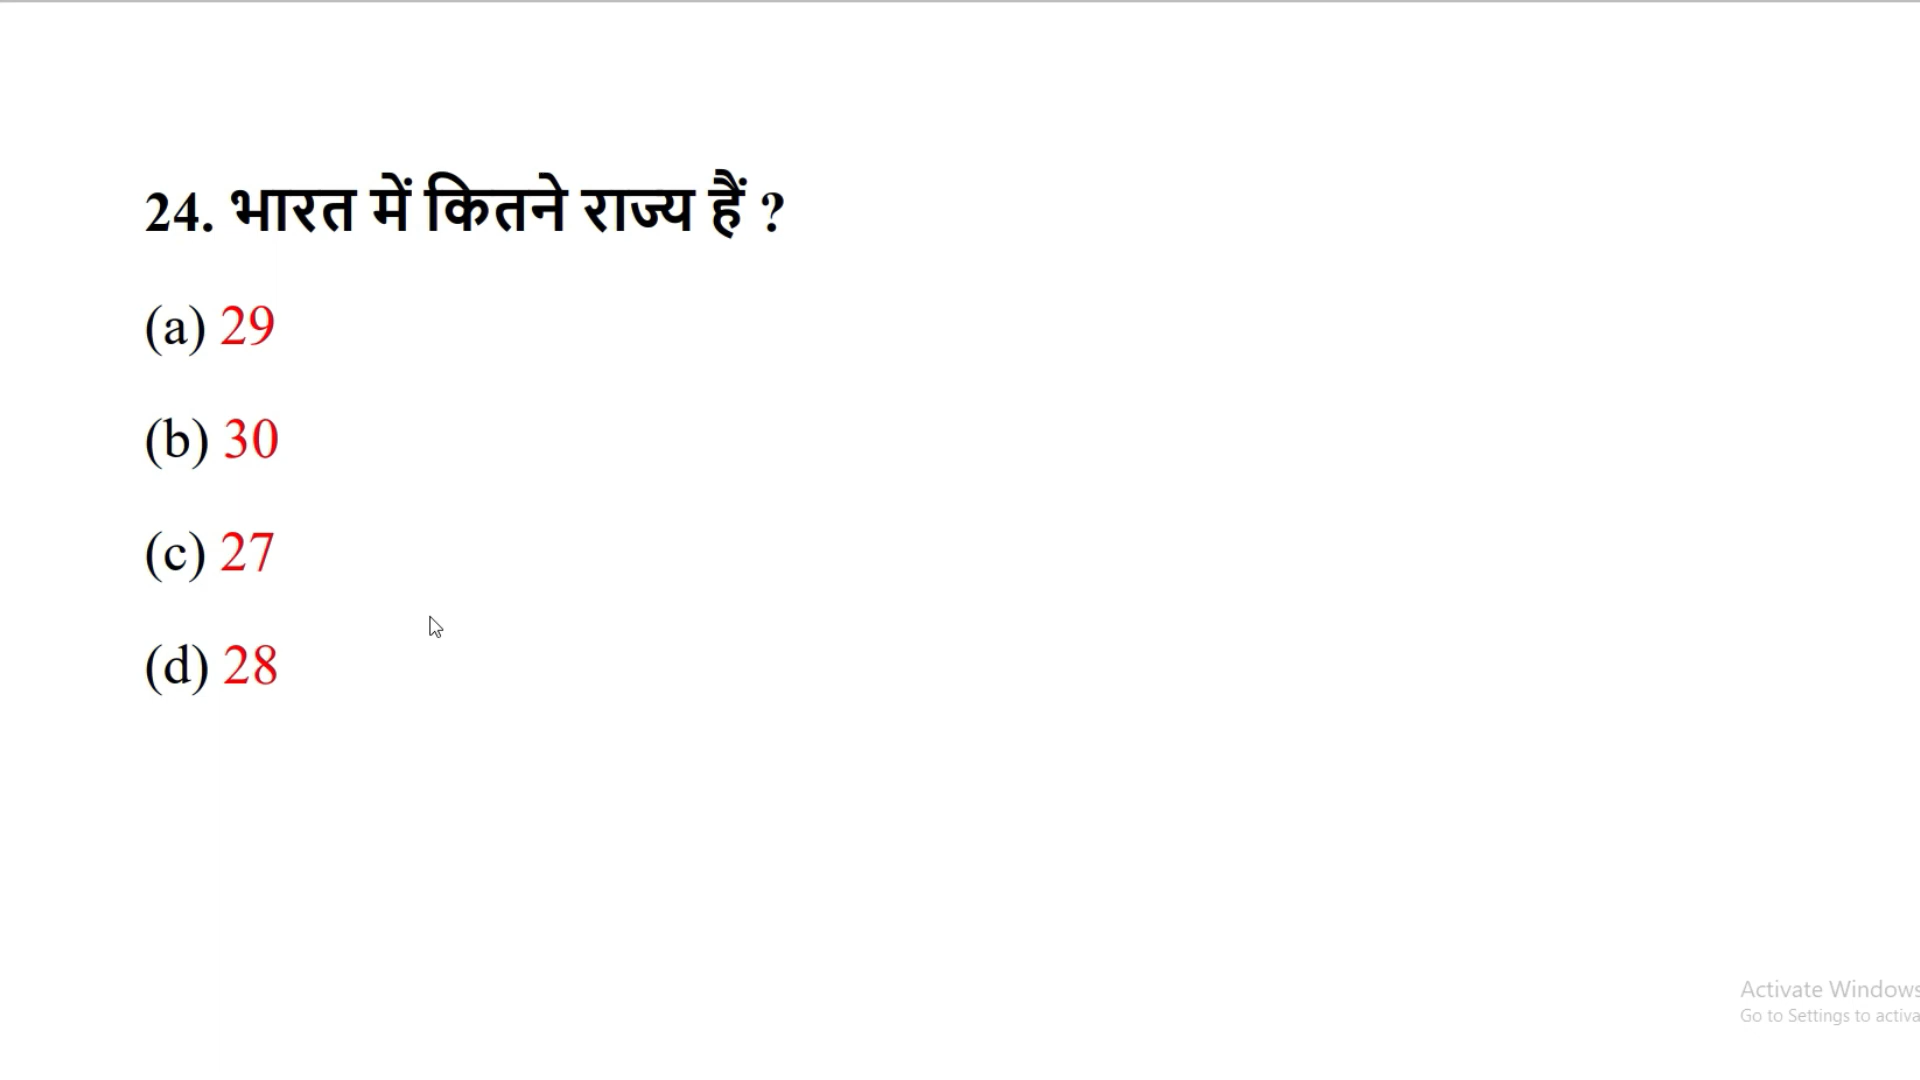 24. भारत में कितने राज्य हैं ?
(a) 29
(b) 30
(c) 27
(d) 28
Activate Windows
Go to Settings to activa